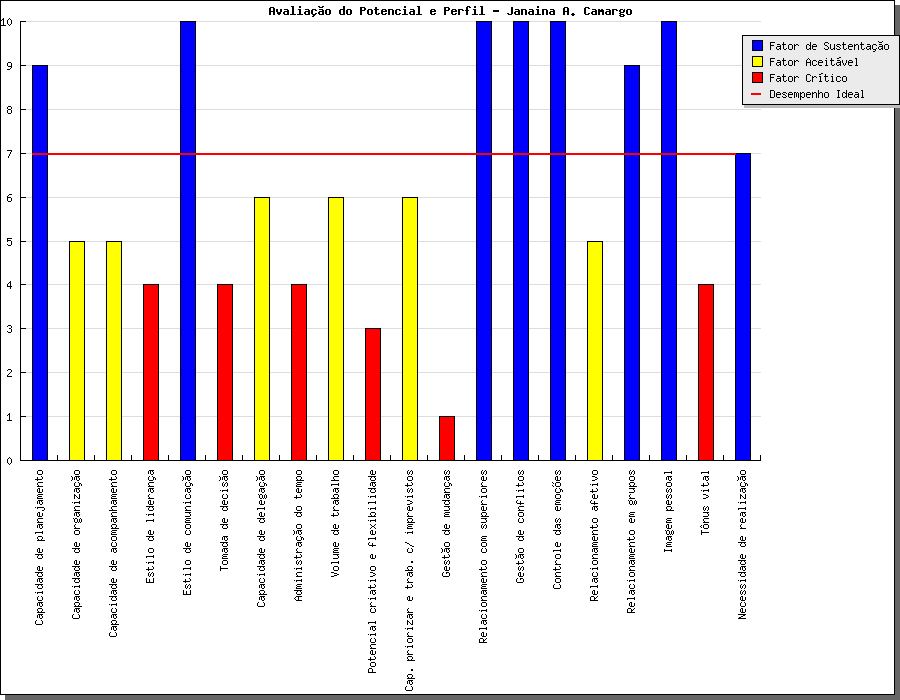 Avaliação do Potencial e Perfil - Janaina A. Camargo
Fator de Sustentação
Fator Aceitável
Fator Crítico
Desempenho Ideal
10
9
8
7
6
5
4
3
2
1
0
Capacidade de planejamento
Capacidade de organização
Capacidade de acompanhamento
Estilo de liderança
Estilo de comunicação
Tomada de decisão
Capacidade de delegação
Administração do tempo
Volume de trabalho
Potencial criativo e flexibilidade
Cap. priorizar e trab. c/ imprevistos
Gestão de mudanças
Relacionamento com superiores
Gestão de conflitos
Controle das emoções
Relacionamento afetivo
Relacionamento em grupos
Imagem pessoal
Tônus vital
Necessidade de realização